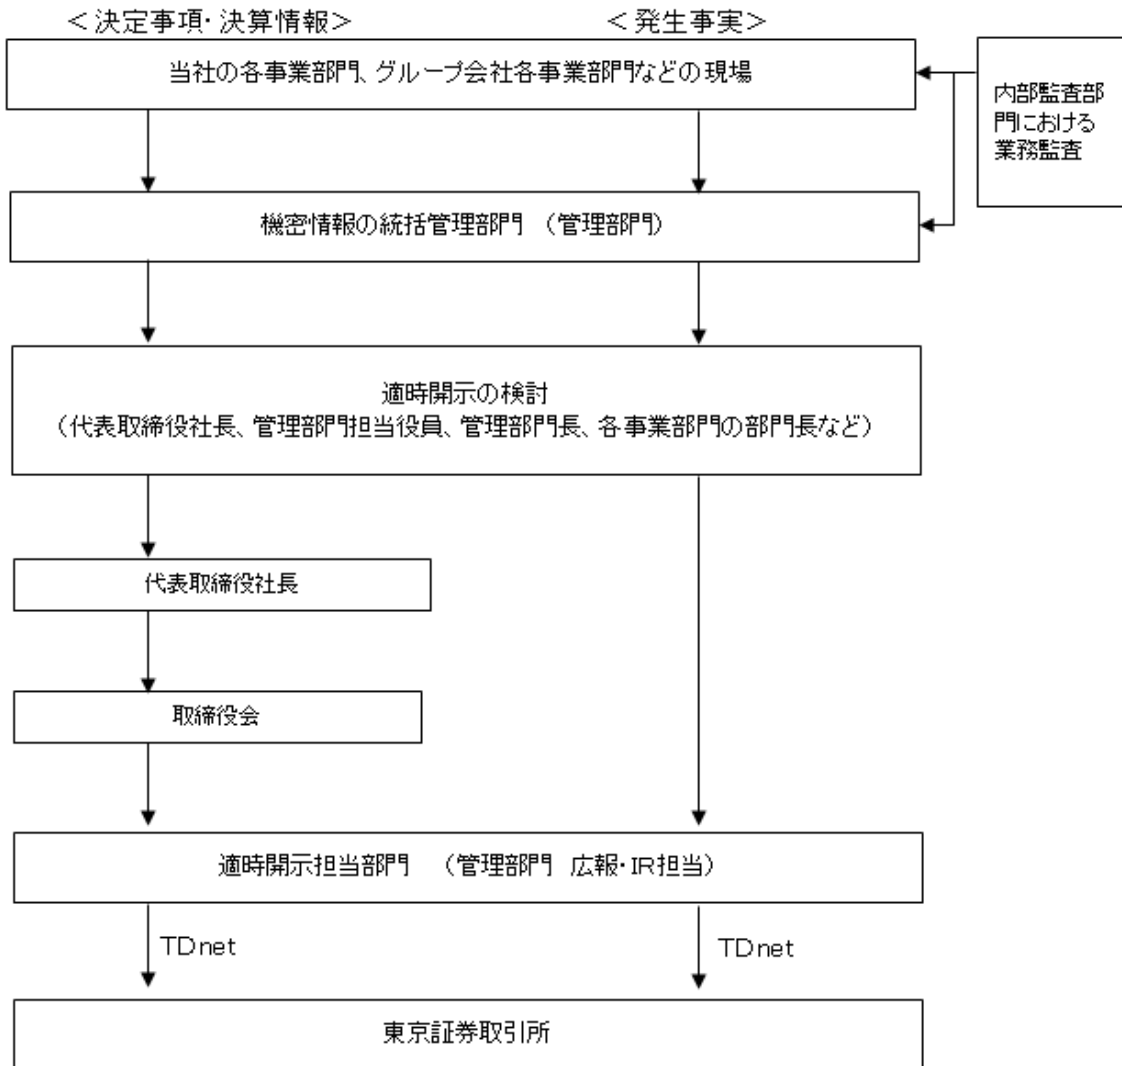 ＜決定事項・決算情報＞
＜発生事実＞
当社の各事業部門、グループ会社各事業部門などの現場
内部監査部
門における
業務監査
機密情報の統括管理部門　（管理部門）
適時開示の検討
（代表取締役社長、管理部門担当役員、管理部門長、各事業部門の部門長など）
代表取締役社長
取締役会
適時開示担当部門　（管理部門　広報・IR担当）
TDnet
TDnet
東京証券取引所